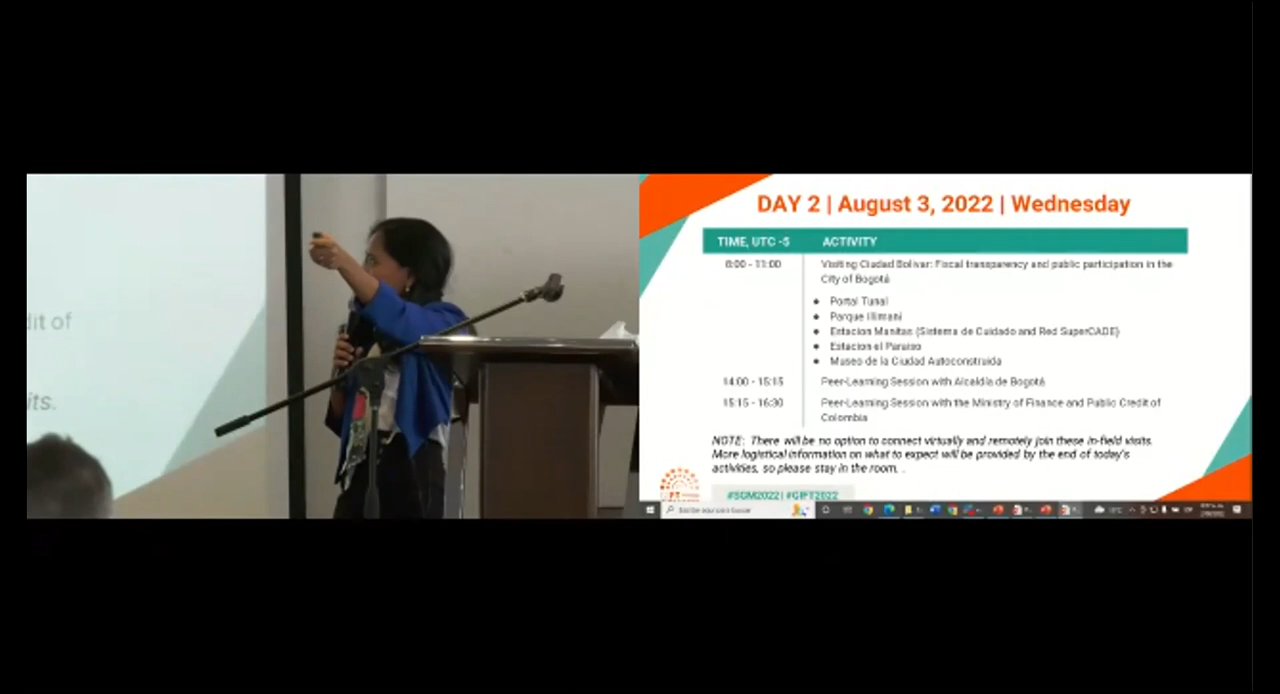 dit of
its.
DAY 2 | August 3, 2022 | Wednesday
TIME, UTC -5 ACTIVITY
8:00 - 11:00 Visiting Ciudad Bolívar: Fiscal transparency and public participation in the
City of Bogotá
● Portal Tunal
● Parque Illimani
● Estacion Manitas (Sistema de Cuidado and Red SuperCADE)
● Estacion el Paraiso
● Museo de la Ciudad Autoconstruida
14:00 - 15:15 Peer-Learning Session with Alcaldía de Bogotá
15:15 - 16:30 Peer-Learning Session with the Ministry of Finance and Public Credit of
Colombia
NOTE: There will be no option to connect virtually and remotely join these in-field visits.
More logistical information on what to expect will be provided by the end of today's
activities, so please stay in the room. .
#SGM2022| #GIFT2022